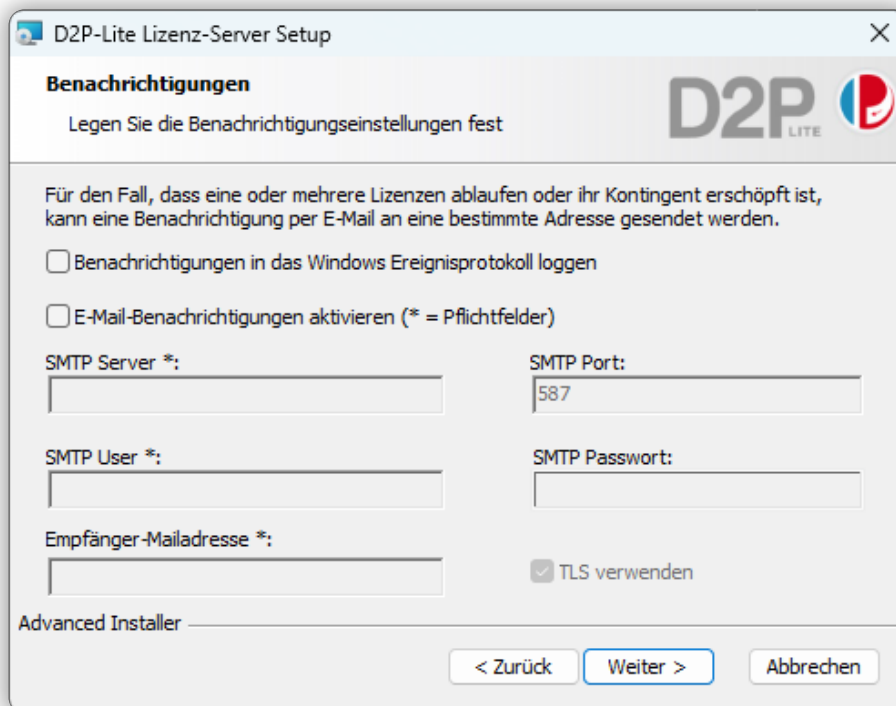 D2P-Lite Lizenz-Server Setup
Benachrichtigungen
Legen Sie die Benachrichtigungseinstellungen fest
D2P
LITE
Für den Fall, dass eine oder mehrere Lizenzen ablaufen oder ihr Kontingent erschöpft ist,
kann eine Benachrichtigung per E-Mail an eine bestimmte Adresse gesendet werden.
Benachrichtigungen in das Windows Ereignisprotokoll loggen
E-Mail-Benachrichtigungen aktivieren (* = Pflichtfelder)
SMTP Server *:
SMTP Port:
587
SMTP User *:
SMTP Passwort:
Empfänger-Mailadresse *:
TLS verwenden
Advanced Installer
< Zurück
Weiter >
Abbrechen